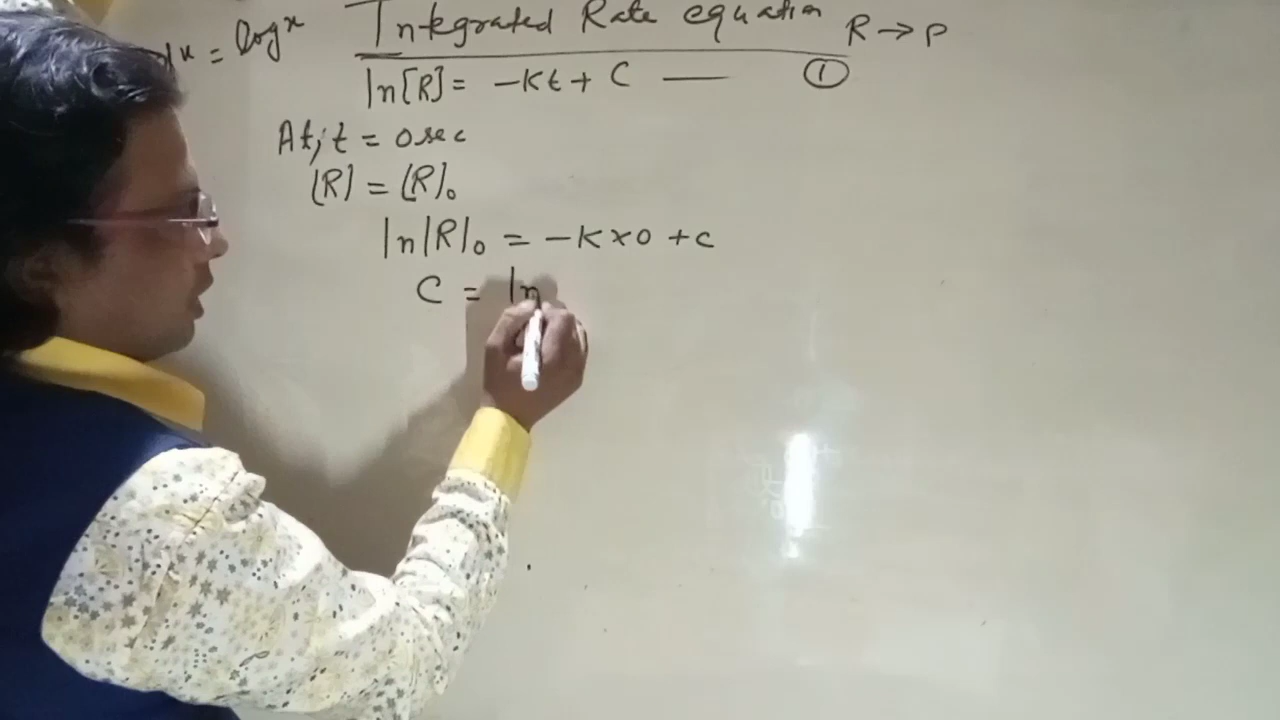 x = log x
Integrated Rate equation R → P
ln[R] = -Kt + C —— ①
At, t = 0 sec
[R] = [R]₀
ln|R|₀ = -K×0 + C
C = ln